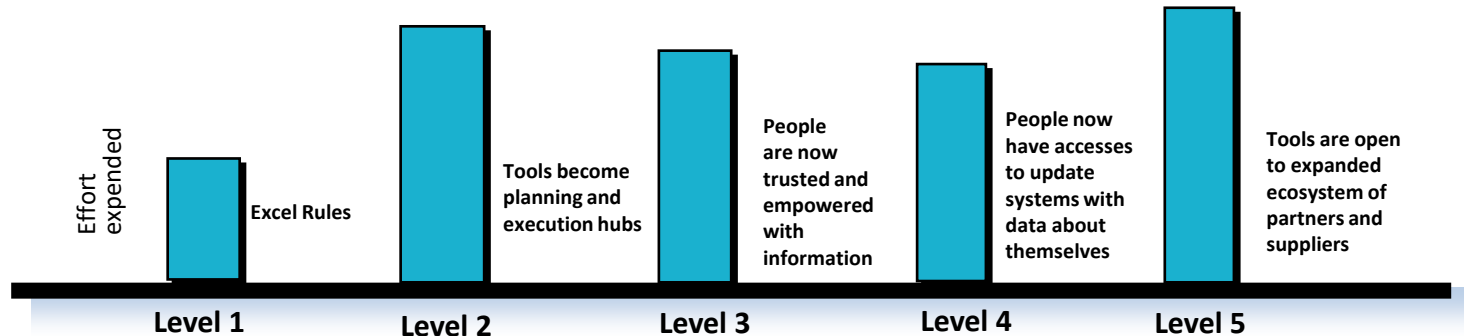 Effort
expended
Excel Rules
Tools become
planning and
execution hubs
People
are now
trusted and
empowered
with
information
People now
have accesses
to update
systems with
data about
themselves
Tools are open
to expanded
ecosystem of
partners and
suppliers
Level 1
Level 2
Level 3
Level 4
Level 5